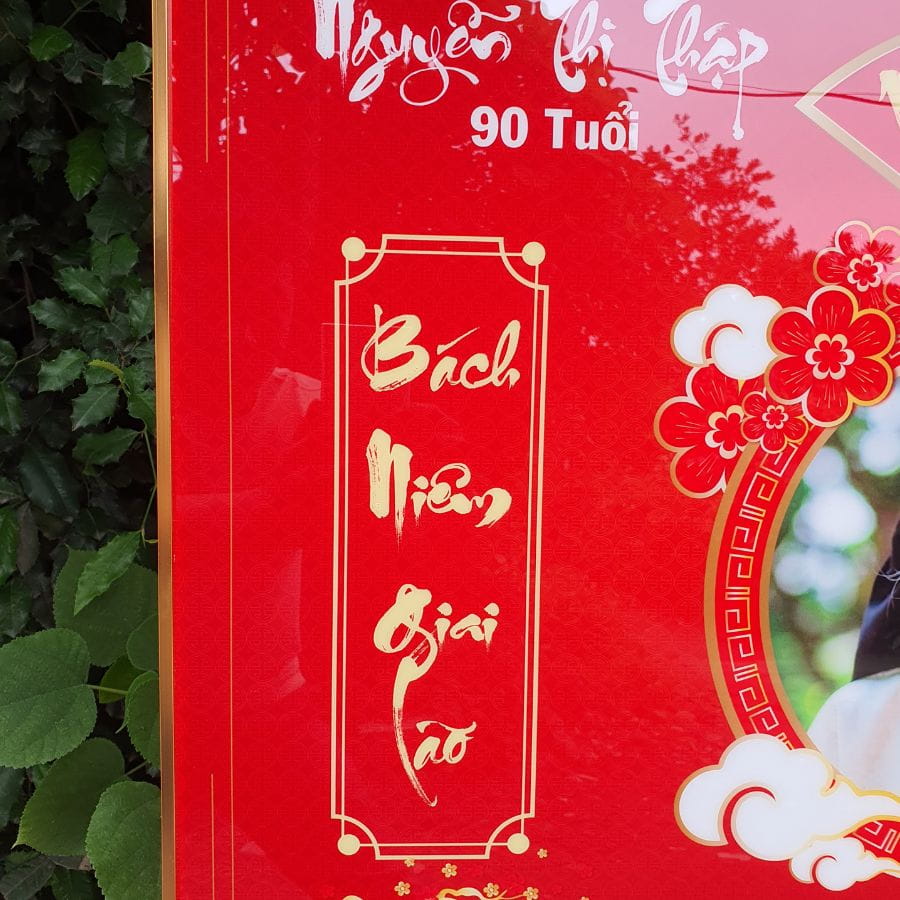 Nguyễn Thị Thập
90 Tuổi
Bách
Niên
Giai
Lão